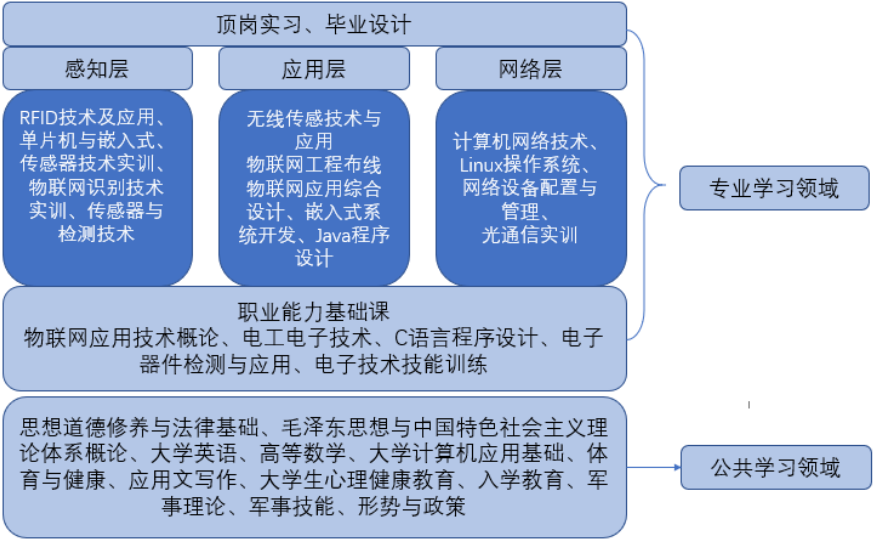 顶岗实习、毕业设计
感知层
应用层
网络层
RFID技术及应用、
单片机与嵌入式、
传感器技术实训、
物联网识别技术
实训、传感器与
检测技术
无线传感技术与
应用
物联网工程布线
物联网应用综合
设计、嵌入式系
统开发、Java程序
设计
计算机网络技术、
Linux操作系统、
网络设备配置与
管理、
光通信实训
专业学习领域
职业能力基础课
物联网应用技术概论、电工电子技术、C语言程序设计、电子
器件检测与应用、电子技术技能训练
思想道德修养与法律基础、毛泽东思想与中国特色社会主义理
论体系概论、大学英语、高等数学、大学计算机应用基础、体
育与健康、应用文写作、大学生心理健康教育、入学教育、军
事理论、军事技能、形势与政策
公共学习领域